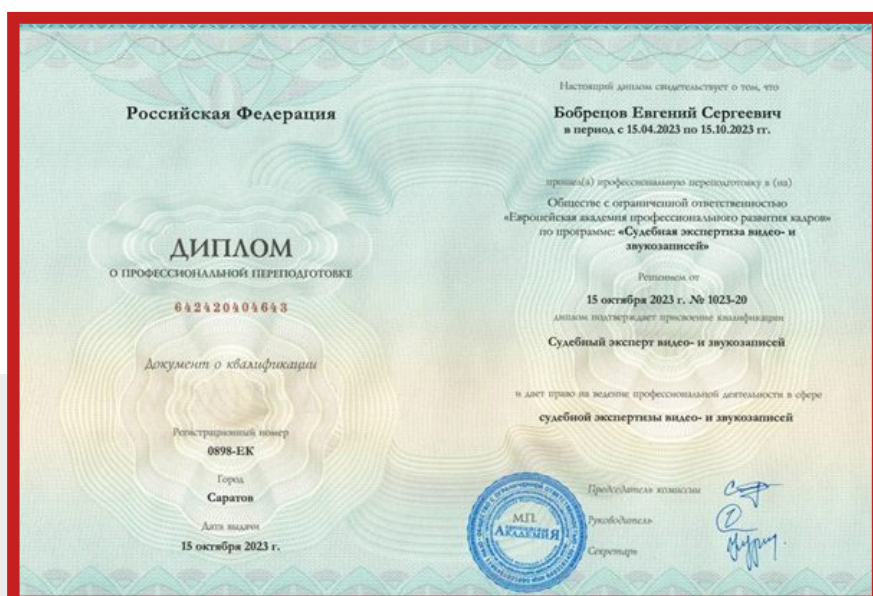 Российская Федерация
ДИПЛОМ
О ПРОФЕССИОНАЛЬНОЙ ПЕРЕПОДГОТОВКЕ
642420404643
Документ о квалификации
Регистрационный номер
0898-ЕК
Город
Саратов
Дата выдачи
15 октября 2023 г.
Настоящий диплом свидетельствует о том, что
Бобрецов Евгений Сергеевич
в период с 15.04.2023 по 15.10.2023 гг.
прошел(а) профессиональную переподготовку в (на)
Обществе с ограниченной ответственностью
«Европейская академия профессионального развития кадров»
по программе: «Судебная экспертиза видео- и
звукозаписей»
Решением от
15 октября 2023 г. № 1023-20
диплом подтверждает присвоение квалификации
Судебный эксперт видео- и звукозаписей
и дает право на ведение профессиональной деятельности в сфере
судебной экспертизы видео- и звукозаписей
Председатель комиссии
М.П.
Руководитель
АКАДЕМИЯ
Секретарь